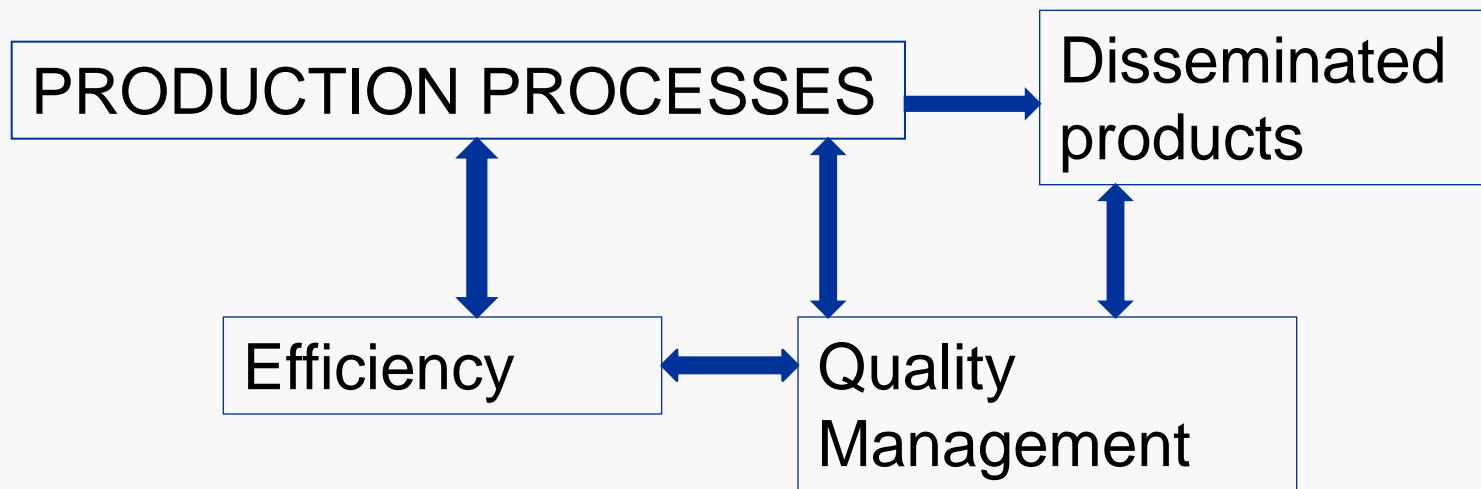 PRODUCTION PROCESSES
Disseminated
products
Efficiency
Quality
Management